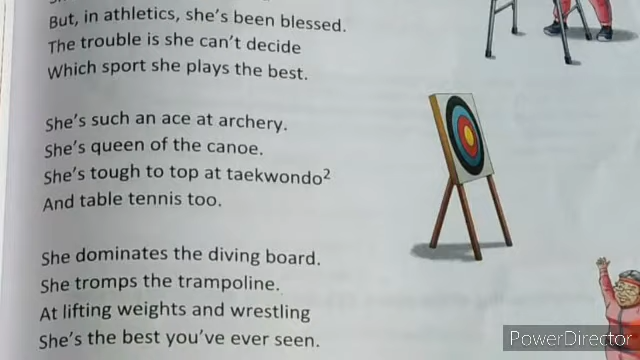 But, in athletics, she's been blessed.
The trouble is she can't decide
Which sport she plays the best.
She's such an ace at archery.
She's queen of the canoe.
She's tough to top at taekwondo²
And table tennis too.
She dominates the diving board.
She tromps the trampoline.
At lifting weights and wrestling
She's the best you've ever seen.
PowerDirector